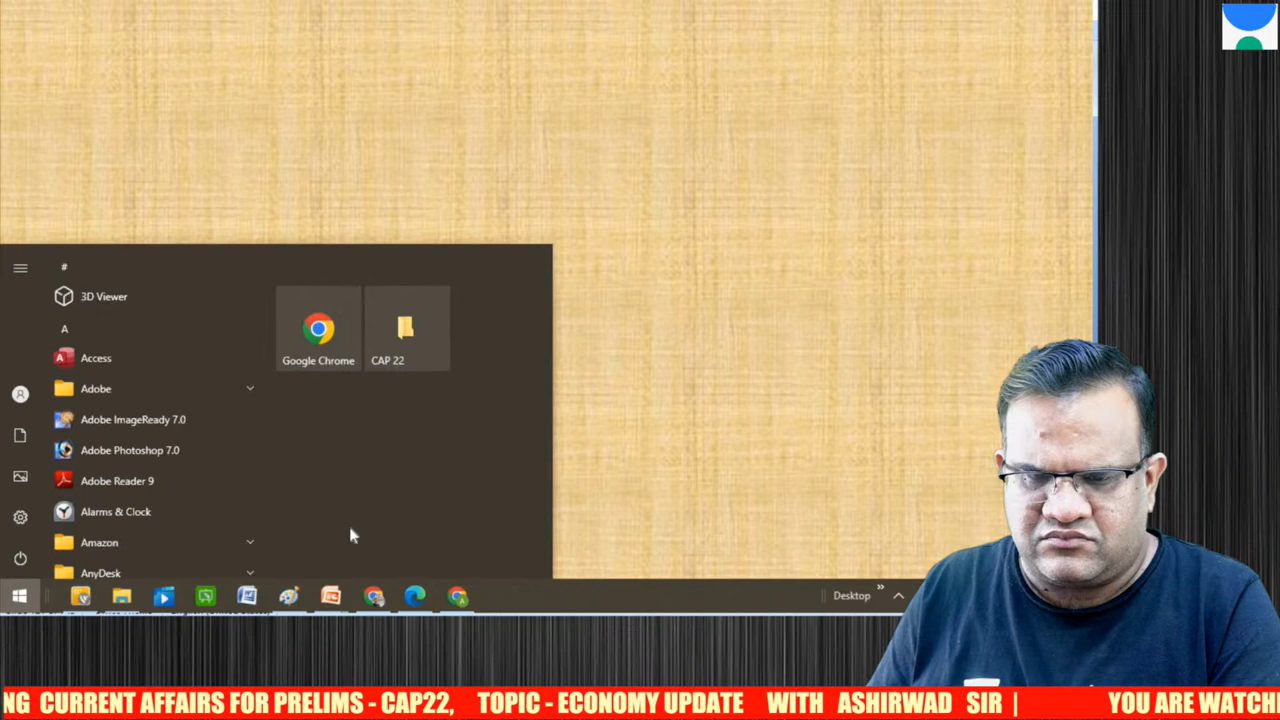 #
3D Viewer
A
Access
Adobe
Adobe ImageReady 7.0
Adobe Photoshop 7.0
Adobe Reader 9
Alarms & Clock
Amazon
AnyDesk
Google Chrome
CAP 22
Desktop
NG CURRENT AFFAIRS FOR PRELIMS - CAP22, TOPIC - ECONOMY UPDATE WITH ASHIRWAD SIR | YOU ARE WATCHI